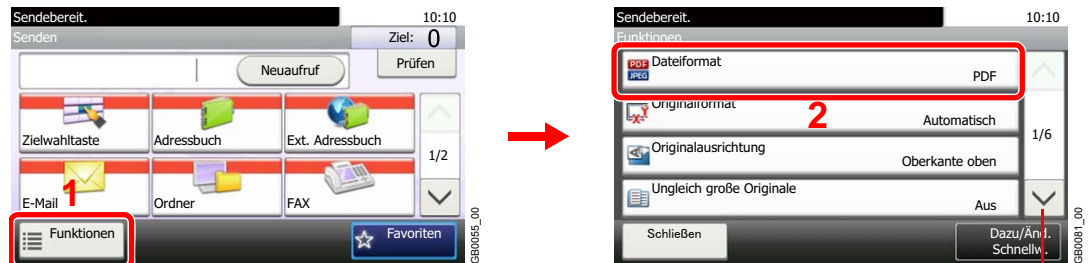 Sendebereit.
10:10
Senden
Ziel: 0
Neuaufruf
Prüfen
Zielwahltaste
Adressbuch
Ext. Adressbuch
1/2
E-Mail
1
Ordner
FAX
Funktionen
Favoriten
GB0055_00
Sendebereit.
10:10
Funktionen
PDF
JPEG
Dateiformat
PDF
Originalformat
X-Y
2
Automatisch
1/6
Originalausrichtung
Oberkante oben
Ungleich große Originale
Aus
Schließen
Dazu/Änd.
Schnellw.
GB0081_00